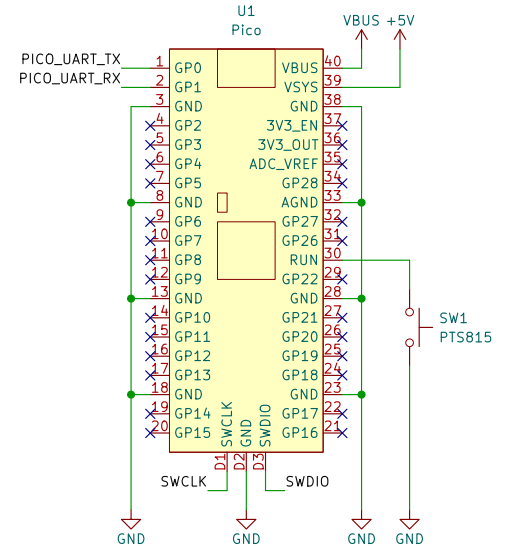 U1
Pico
VBUS +5V
PICO_UART_TX 1 GP0 VBUS 40
PICO_UART_RX 2 GP1 VSYS 39
3 GND GND 38
4 GP2 3V3_EN 37
5 GP3 3V3_OUT 36
6 GP4 ADC_VREF 35
7 GP5 GP28 34
8 GND AGND 33
9 GP6 GP27 32
10 GP7 GP26 31
11 GP8 RUN 30
12 GP9 GP22 29
13 GND GND 28
14 GP10 GP21 27
SW1
15 GP11 GP20 26
PTS815
16 GP12 GP19 25
17 GP13 GP18 24
18 GND GND 23
19 GP14 GP17 22
20 GP15 GP16 21
SWCLK GND SWDIO
D1 D2 D3
SWCLK SWDIO
GND GND GND GND